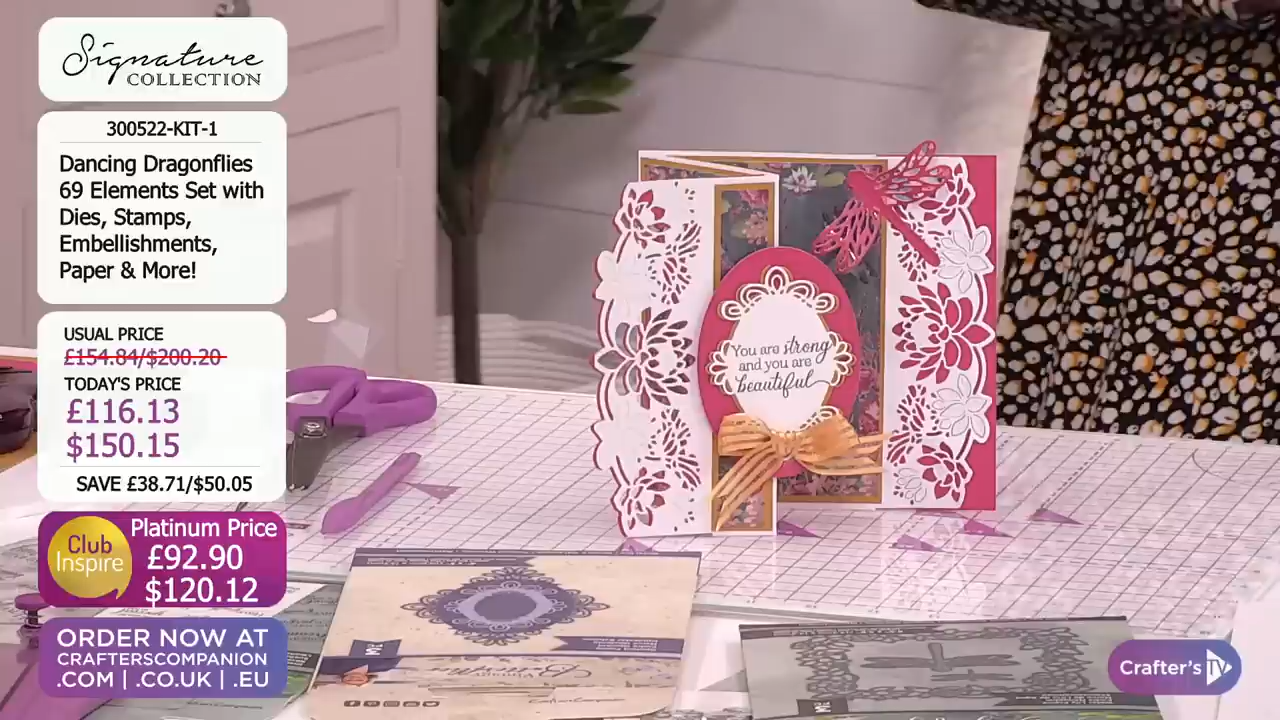 Signature
COLLECTION
300522-KIT-1
Dancing Dragonflies
69 Elements Set with
Dies, Stamps,
Embellishments,
Paper & More!
USUAL PRICE
£154.84/$200.20
TODAY'S PRICE
£116.13
$150.15
SAVE £38.71/$50.05
Club
Inspire
Platinum Price
£92.90
$120.12
ORDER NOW AT
CRAFTERSCOMPANION
.COM | .CO.UK | .EU
You are strong
and you are
beautiful
Crafter's TV